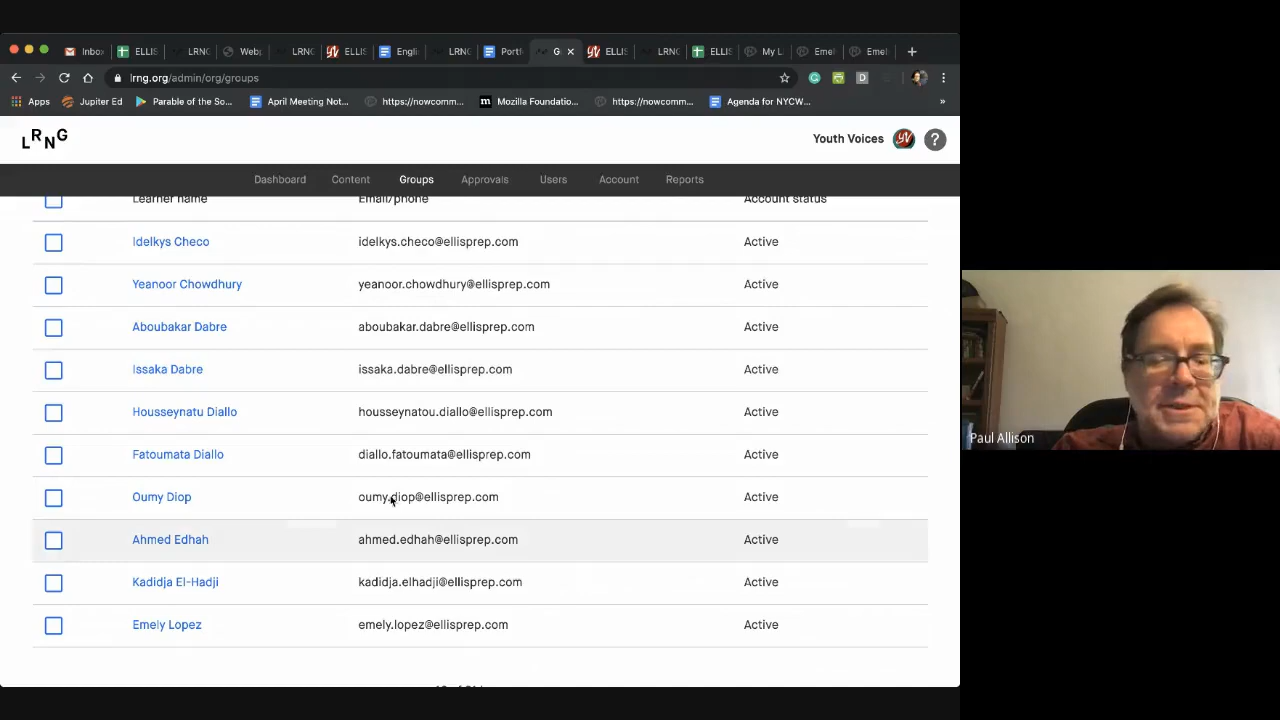 Inbo ELLIS LRNG Webp LRNG ELLIS Engli LRNG Port G ELLIS LRNG ELLIS My L Emel Emel
lrng.org/admin/org/groups
Apps Jupiter Ed Parable of the So... April Meeting Not... https://nowcomm... Mozilla Foundatio... https://nowcomm... Agenda for NYCW... »
LRNG Youth Voices ?
Dashboard Content Groups Approvals Users Account Reports
Learner name Email/phone Account status
Idelkys Checo idelkys.checo@ellisprep.com Active
Yeanoor Chowdhury yeanoor.chowdhury@ellisprep.com Active
Aboubakar Dabre aboubakar.dabre@ellisprep.com Active
Issaka Dabre issaka.dabre@ellisprep.com Active
Housseynatu Diallo housseynatou.diallo@ellisprep.com Active
Fatoumata Diallo diallo.fatoumata@ellisprep.com Active
Oumy Diop oumy.diop@ellisprep.com Active
Ahmed Edhah ahmed.edhah@ellisprep.com Active
Kadidja El-Hadji kadidja.elhadji@ellisprep.com Active
Emely Lopez emely.lopez@ellisprep.com Active
Paul Allison